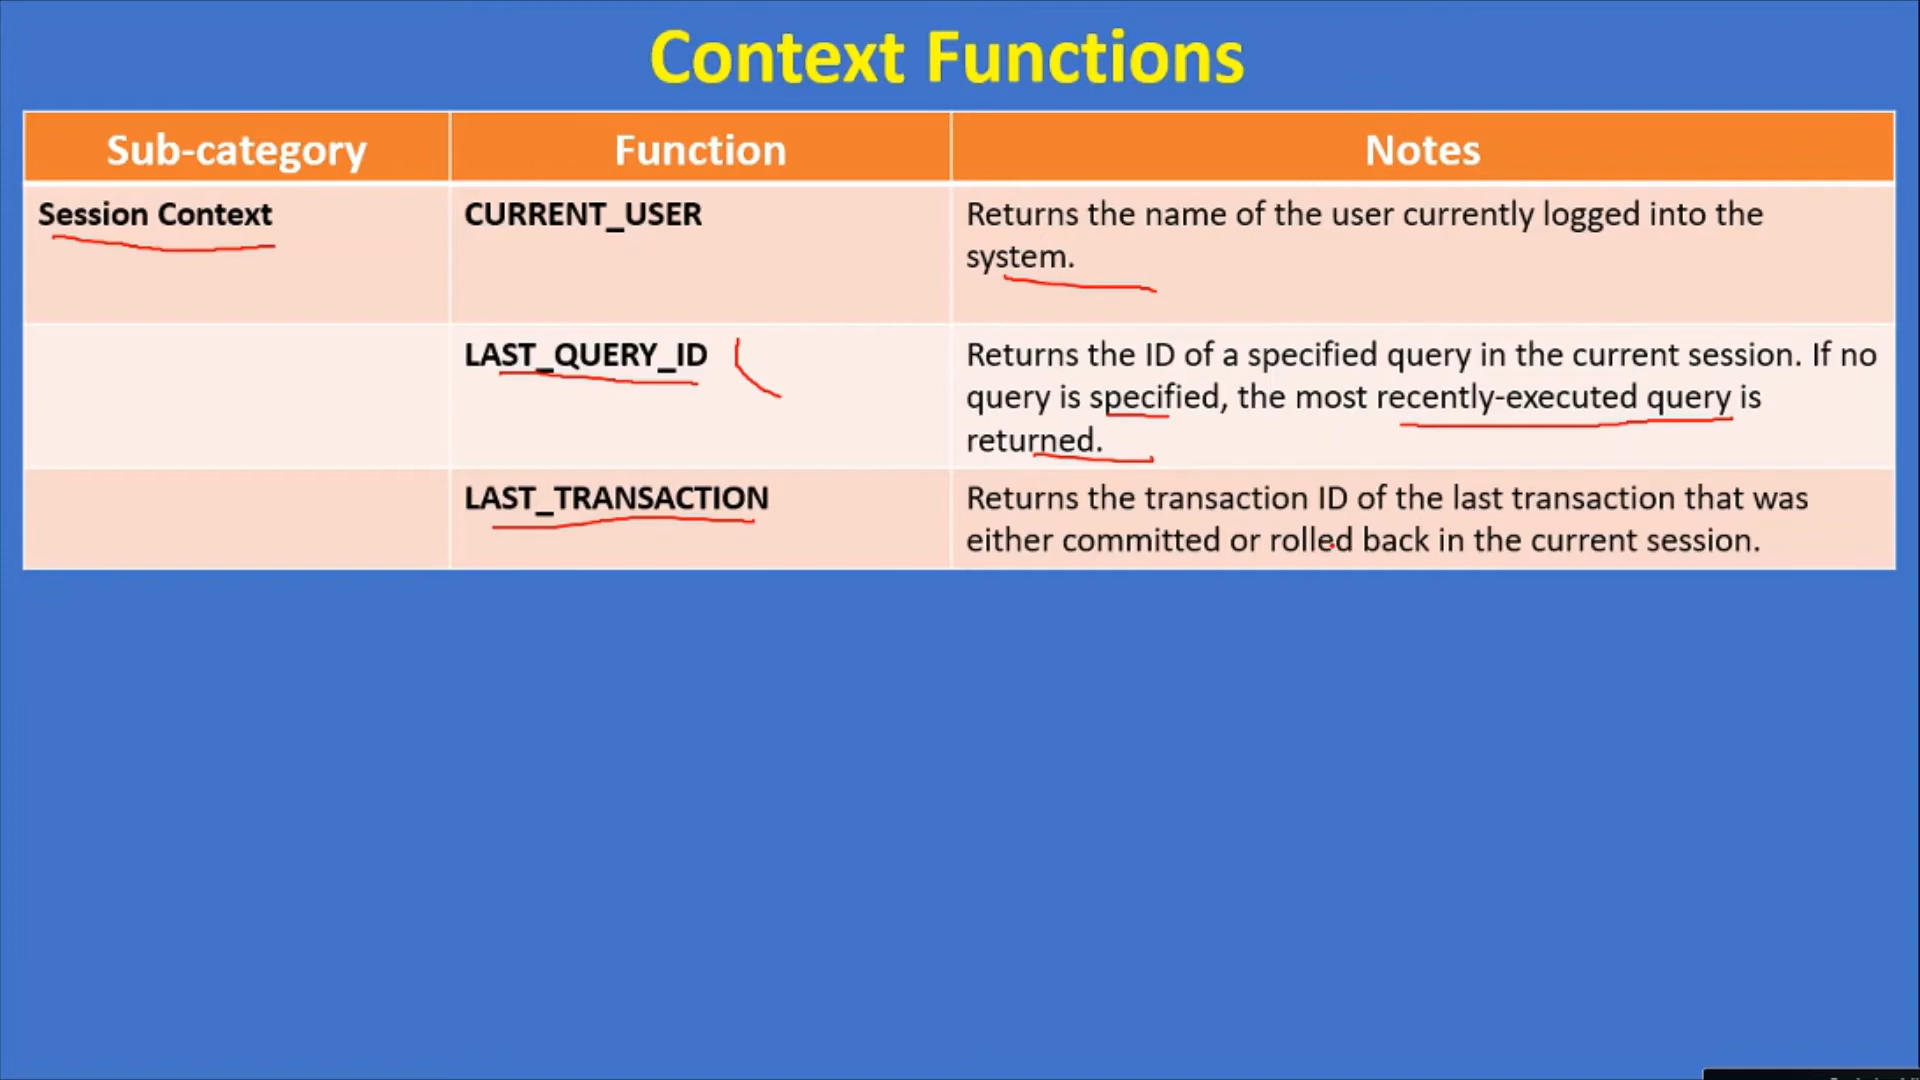 Context Functions
Sub-category Function Notes
Session Context CURRENT_USER Returns the name of the user currently logged into the
system.
LAST_QUERY_ID Returns the ID of a specified query in the current session. If no
query is specified, the most recently-executed query is
returned.
LAST_TRANSACTION Returns the transaction ID of the last transaction that was
either committed or rolled back in the current session.